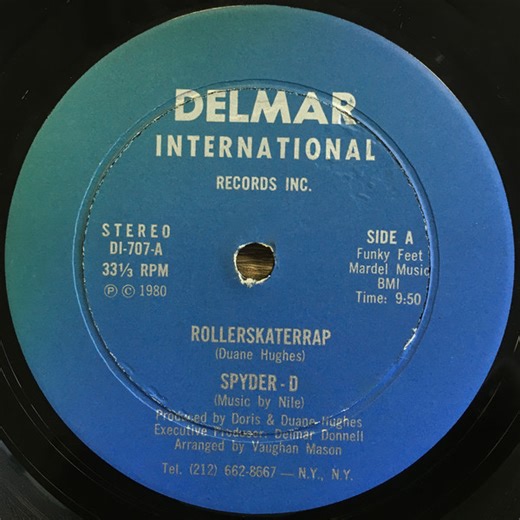 DELMAR
INTERNATIONAL
RECORDS INC.
STEREO
DI-707-A
33⅓ RPM
Ⓟ © 1980
SIDE A
Funky Feet
Mardel Music
BMI
Time: 9:50
ROLLERSKATERRAP
(Duane Hughes)
SPYDER - D
(Music by Nile)
Produced by Doris & Duane Hughes
Executive Producer: Delmar Donnell
Arranged by Vaughan Mason
Tel. (212) 662-8667 — N.Y., N.Y.